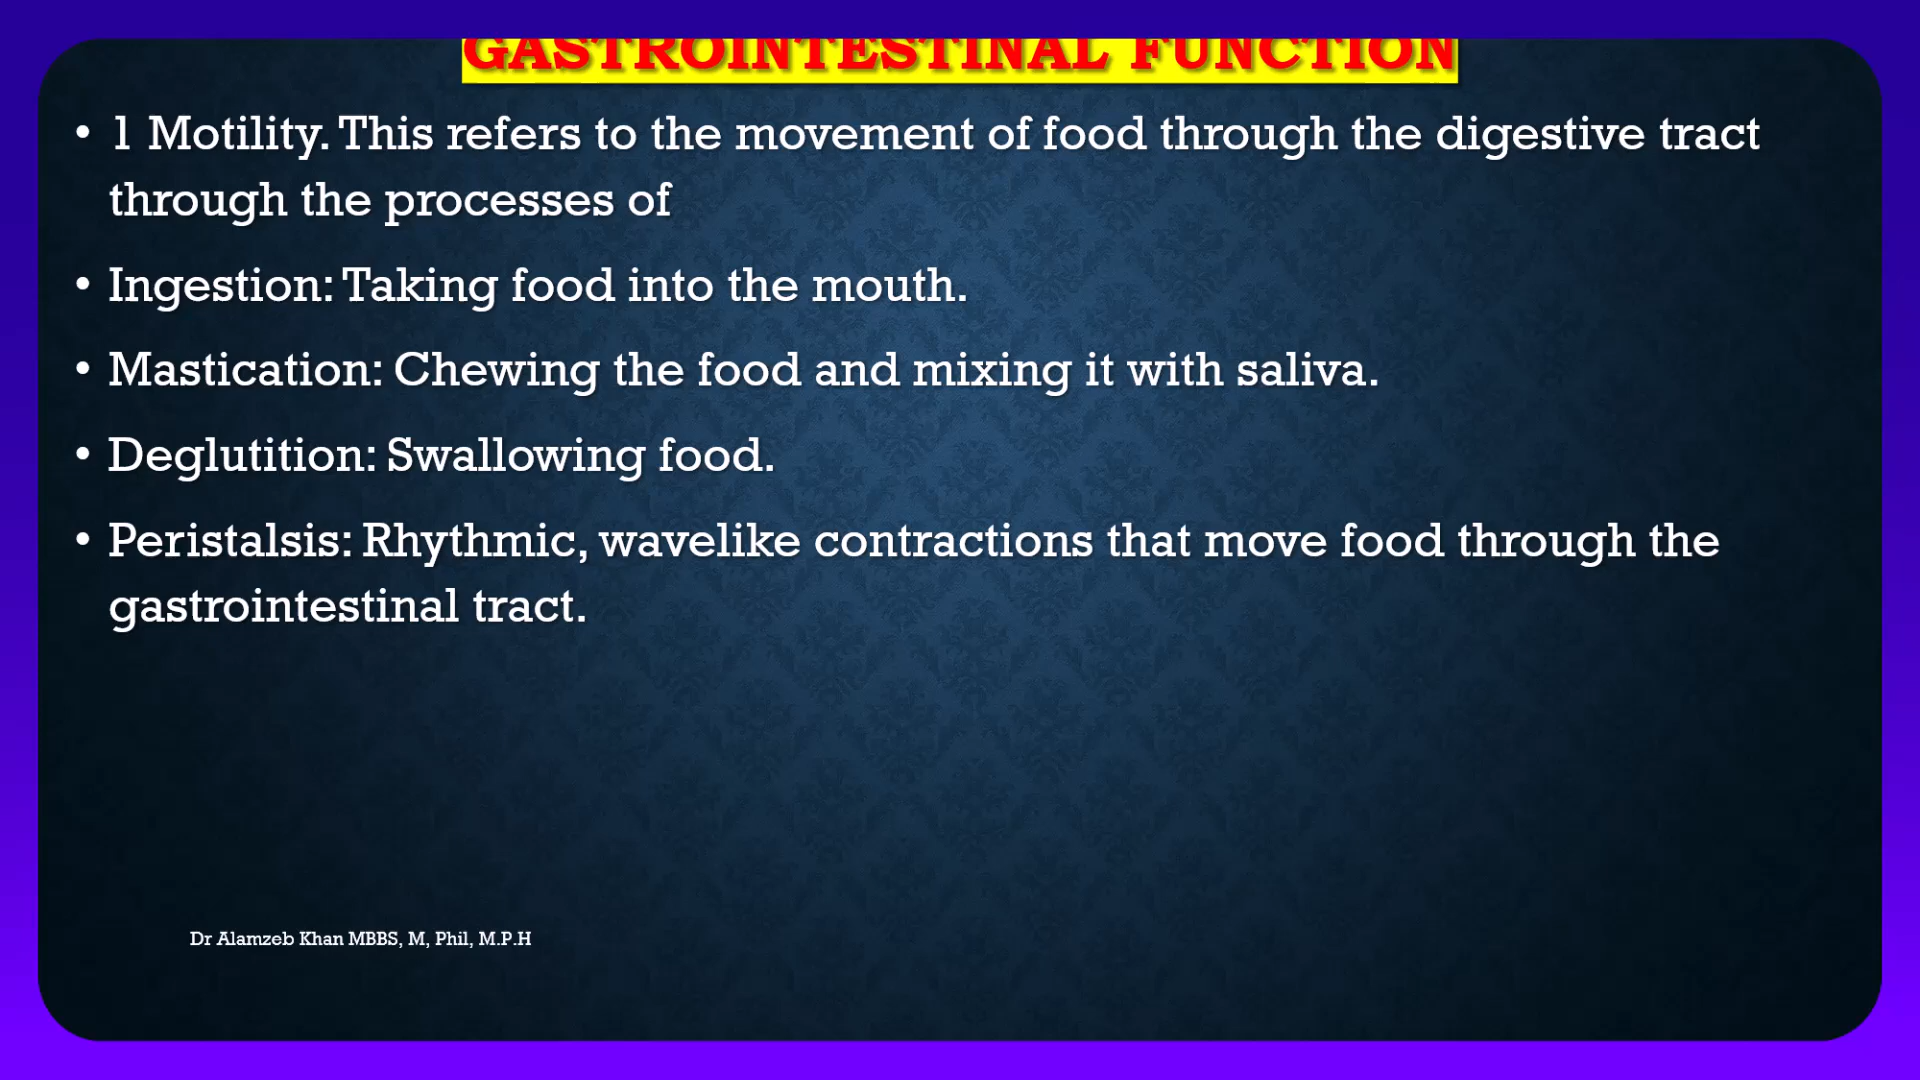 GASTROINTESTINAL FUNCTION
• 1 Motility. This refers to the movement of food through the digestive tract
through the processes of
• Ingestion: Taking food into the mouth.
• Mastication: Chewing the food and mixing it with saliva.
• Deglutition: Swallowing food.
• Peristalsis: Rhythmic, wavelike contractions that move food through the
gastrointestinal tract.
Dr Alamzeb Khan MBBS, M, Phil, M.P.H